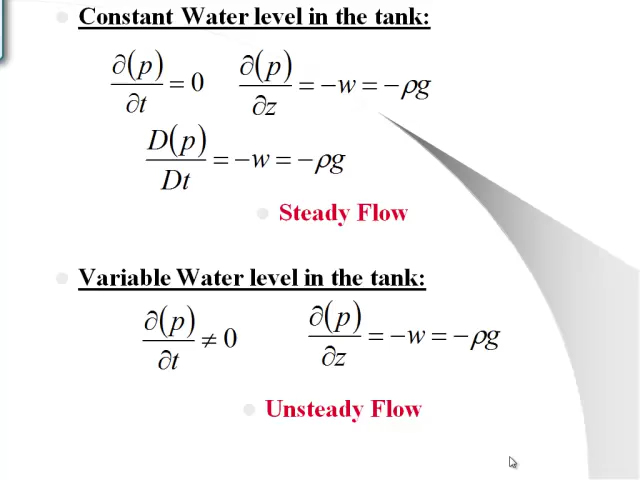 Constant Water level in the tank:
∂(p)/∂t = 0 ∂(p)/∂z = −w = −ρg
D(p)/Dt = −w = −ρg
Steady Flow
Variable Water level in the tank:
∂(p)/∂t ≠ 0 ∂(p)/∂z = −w = −ρg
Unsteady Flow